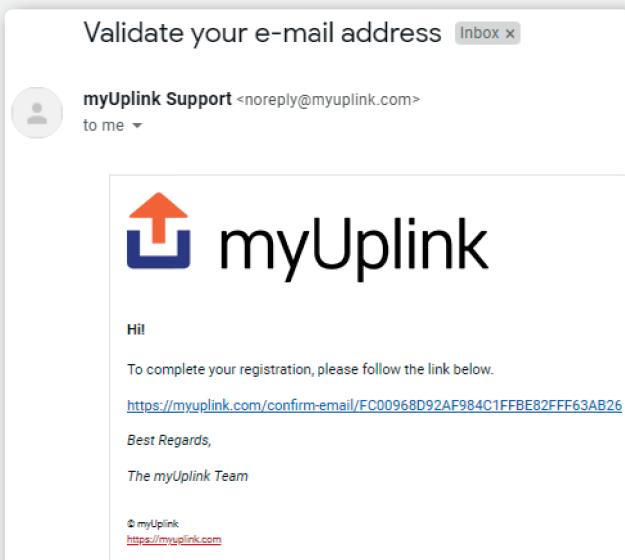 Validate your e-mail address Inbox x
myUplink Support <noreply@myuplink.com>
to me
myUplink
Hi!
To complete your registration, please follow the link below.
https://myuplink.com/confirm-email/FC00968D92AF984C1FFBE82FFF63AB26
Best Regards,
The myUplink Team
© myUplink
https://myuplink.com